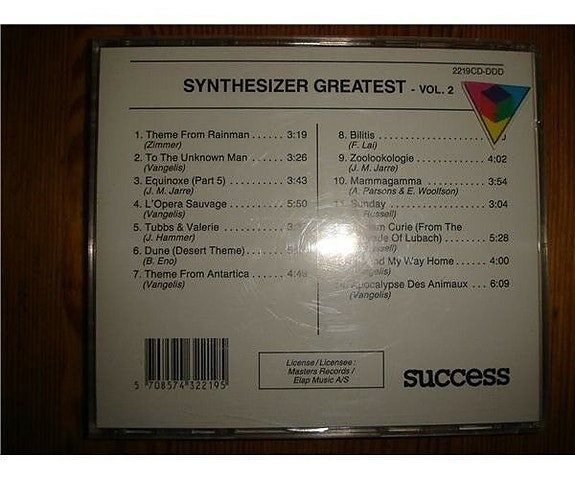 2219CD-DDD
SYNTHESIZER GREATEST - VOL. 2
1. Theme From Rainman ...... 3:19
(Zimmer)
2. To The Unknown Man ...... 3:26
(Vangelis)
3. Equinoxe (Part 5) ......... 3:43
(J. M. Jarre)
4. L'Opera Sauvage ......... 5:50
(Vangelis)
5. Tubbs & Valerie ..........
(J. Hammer)
6. Dune (Desert Theme) .......
(B. Eno)
7. Theme From Antartica ....
(Vangelis)
8. Bilitis
(F. Lai)
9. Zoolookologie ........... 4:02
(J. M. Jarre)
10. Mammagamma ........... 3:54
(A. Parsons & E. Woolfson)
Sunday ................ 3:04
Russell)
Curie (From The
Of Lubach) ....... 5:28
My Way Home ..... 4:00
Apocalypse Des Animaux ... 6:09
(Vangelis)
5 708574 322195
License / Licensee:
Masters Records /
Elap Music A/S
success